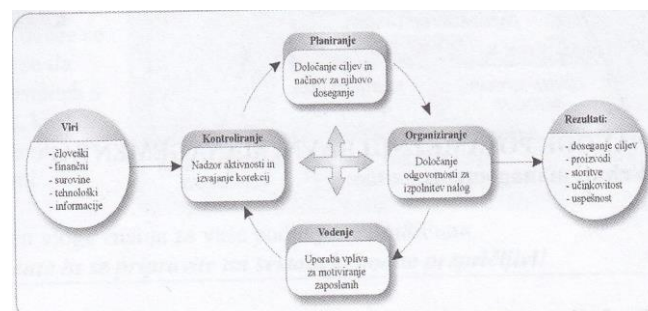 Planiranje
Določanje ciljev in
načinov za njihovo
doseganje
Viri
- človeški
- finančni
- surovine
- tehnološki
- informacije
Kontroliranje
Nadzor aktivnosti in
izvajanje korekcij
Organiziranje
Določanje
odgovornosti za
izpolnitev nalog
Rezultati:
- doseganje ciljev
- proizvodi
- storitve
- učinkovitost
- uspešnost
Vodenje
Uporaba vpliva
za motiviranje
zaposlenih